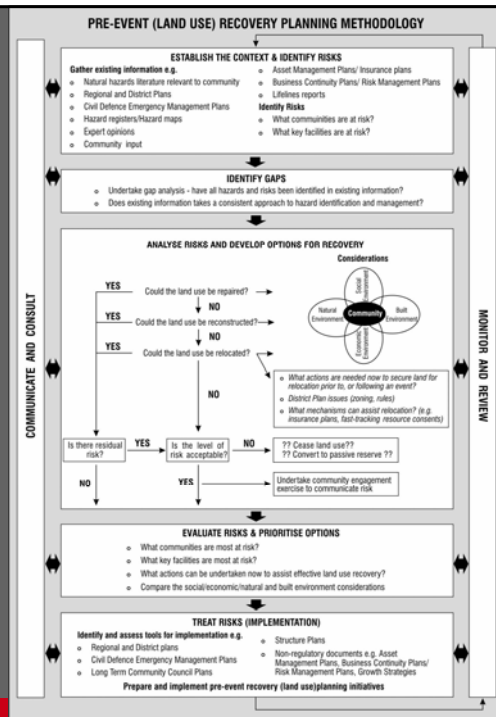 PRE-EVENT (LAND USE) RECOVERY PLANNING METHODOLOGY
COMMUNICATE AND CONSULT
ESTABLISH THE CONTEXT & IDENTIFY RISKS
Gather existing information e.g.
Natural hazards literature relevant to community
Regional and District Plans
Civil Defence Emergency Management Plans
Hazard registers/Hazard maps
Expert opinions
Community input
Asset Management Plans/ Insurance plans
Business Continuity Plans/ Risk Management Plans
Lifelines reports
Identify Risks
What commuinities are at risk?
What key facilities are at risk?
IDENTIFY GAPS
Undertake gap analysis - have all hazards and risks been identified in existing information?
Does existing information takes a consistent approach to hazard identification and management?
ANALYSE RISKS AND DEVELOP OPTIONS FOR RECOVERY
Considerations
Social
Environment
Natural
Environment
Community
Built
Environment
Economic
Environment
YES
Could the land use be repaired?
NO
YES
Could the land use be reconstructed?
NO
YES
Could the land use be relocated?
NO
What actions are needed now to secure land for
relocation prior to, or following an event?
District Plan issues (zoning, rules)
What mechanisms can assist relocation? (e.g.
insurance plans, fast-tracking resource consents)
Is there residual
risk?
YES
Is the level of
risk acceptable?
NO
?? Cease land use??
?? Convert to passive reserve ??
NO
YES
Undertake community engagement
exercise to communicate risk
EVALUATE RISKS & PRIORITISE OPTIONS
What communities are most at risk?
What key facilities are most at risk?
What actions can be undertaken now to assist effective land use recovery?
Compare the social/economic/natural and built environment considerations
TREAT RISKS (IMPLEMENTATION)
Identify and assess tools for implementation e.g.
Regional and District plans
Civil Defence Emergency Management Plans
Long Term Community Council Plans
Structure Plans
Non-regulatory documents e.g. Asset
Management Plans, Business Continuity Plans/
Risk Management Plans, Growth Strategies
Prepare and implement pre-event recovery (land use)planning initiatives
MONITOR AND REVIEW